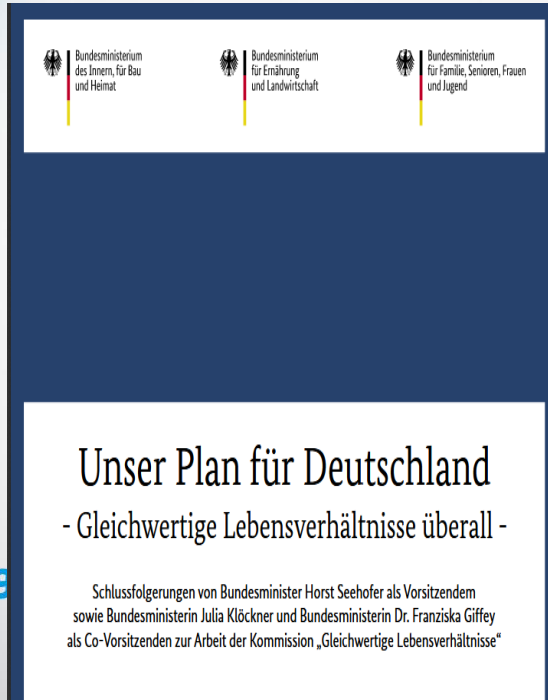 Bundesministerium
des Innern, für Bau
und Heimat
Bundesministerium
für Ernährung
und Landwirtschaft
Bundesministerium
für Familie, Senioren, Frauen
und Jugend
Unser Plan für Deutschland
- Gleichwertige Lebensverhältnisse überall -
Schlussfolgerungen von Bundesminister Horst Seehofer als Vorsitzendem
sowie Bundesministerin Julia Klöckner und Bundesministerin Dr. Franziska Giffey
als Co-Vorsitzenden zur Arbeit der Kommission „Gleichwertige Lebensverhältnisse“